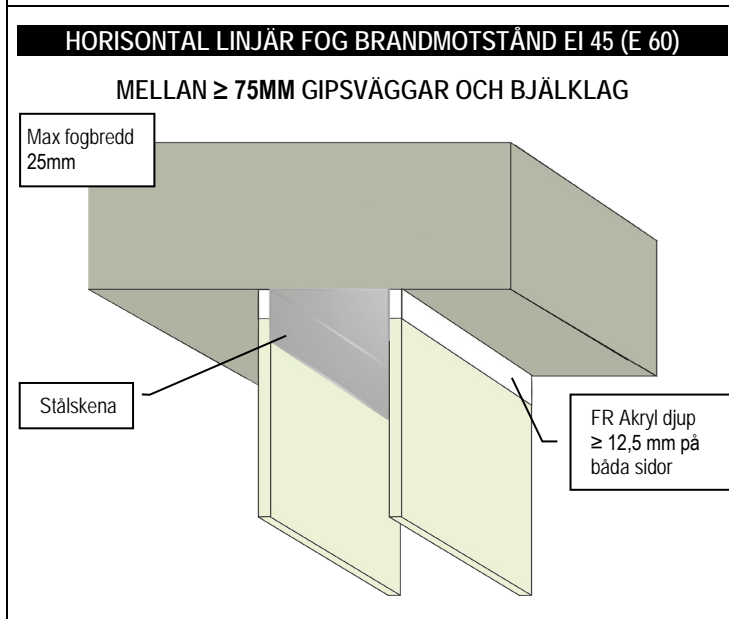 HORISONTAL LINJÄR FOG BRANDMOTSTÅND EI 45 (E 60)
MELLAN ≥ 75MM GIPSVÄGGAR OCH BJÄLKLAG
Max fogbredd
25mm
Stålskena
FR Akryl djup
≥ 12,5 mm på
båda sidor